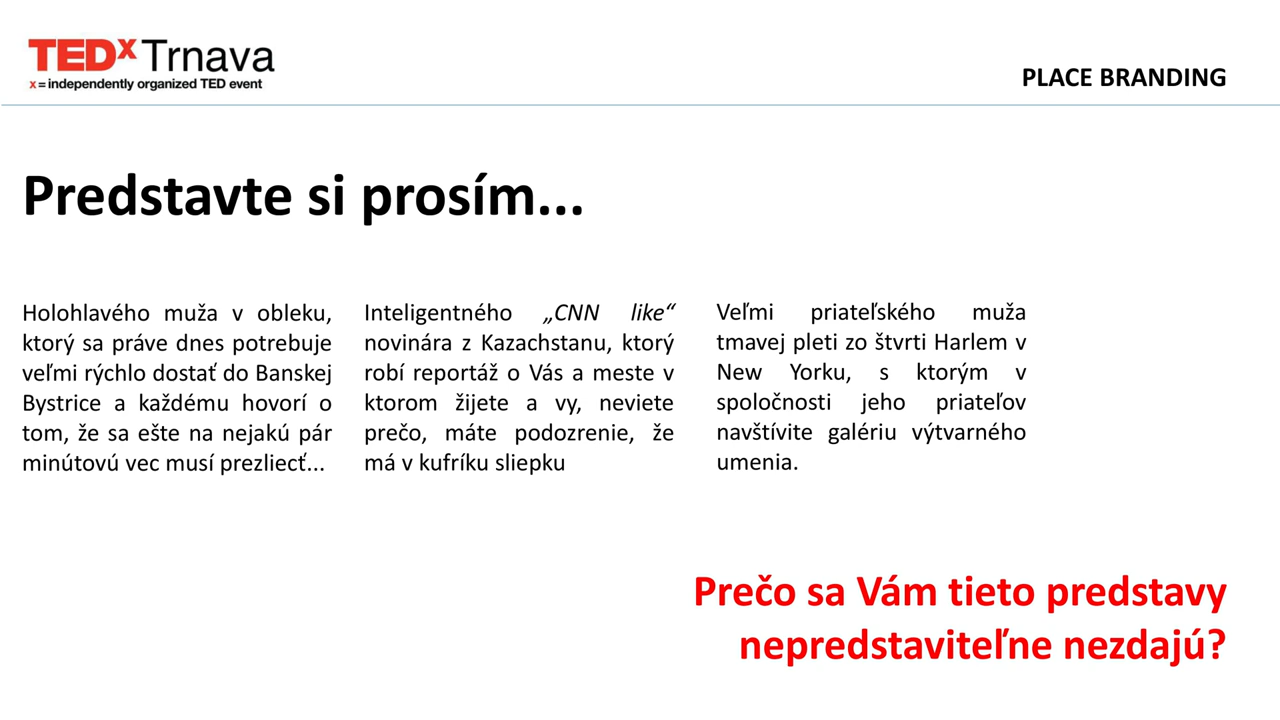 TEDx Trnava
x = independently organized TED event
PLACE BRANDING
Predstavte si prosím...
Holohlavého muža v obleku,
ktorý sa práve dnes potrebuje
veľmi rýchlo dostať do Banskej
Bystrice a každému hovorí o
tom, že sa ešte na nejakú pár
minútovú vec musí prezliecť...
Inteligentného „CNN like“
novinára z Kazachstanu, ktorý
robí reportáž o Vás a meste v
ktorom žijete a vy, neviete
prečo, máte podozrenie, že
má v kufríku sliepku
Veľmi priateľského muža
tmavej pleti zo štvrti Harlem v
New Yorku, s ktorým v
spoločnosti jeho priateľov
navštívite galériu výtvarného
umenia.
Prečo sa Vám tieto predstavy
nepredstaviteľne nezdajú?